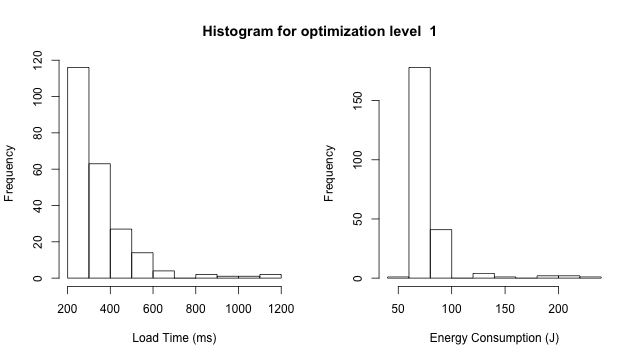 Histogram for optimization level 1
Frequency
0
20
40
60
80
100
120
200 400 600 800 1000 1200
Load Time (ms)
Frequency
0
50
100
150
50 100 150 200
Energy Consumption (J)